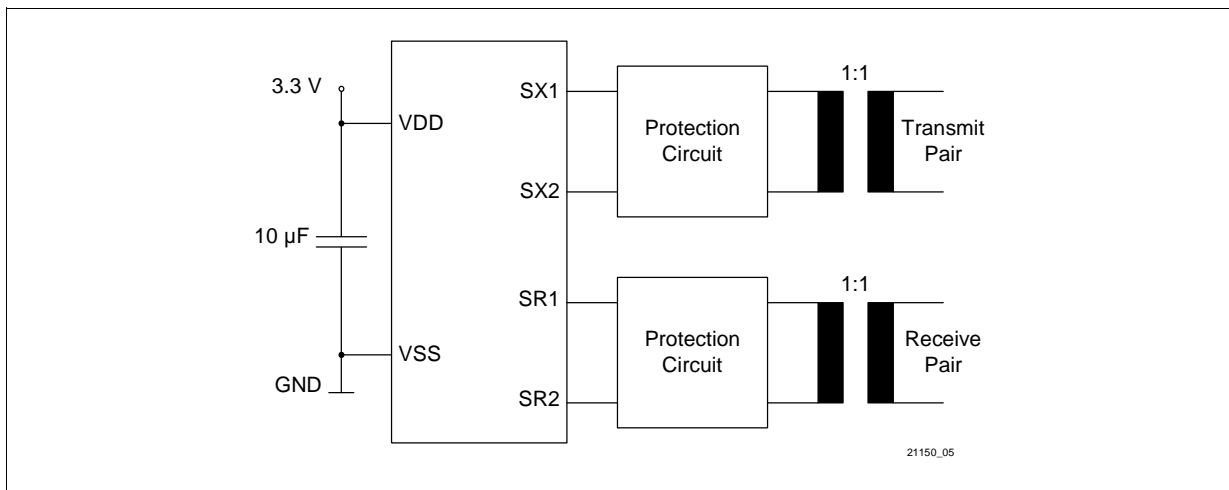 3.3 V
VDD
10 µF
VSS
GND
SX1
SX2
SR1
SR2
Protection
Circuit
1:1
Transmit
Pair
Protection
Circuit
1:1
Receive
Pair
21150_05